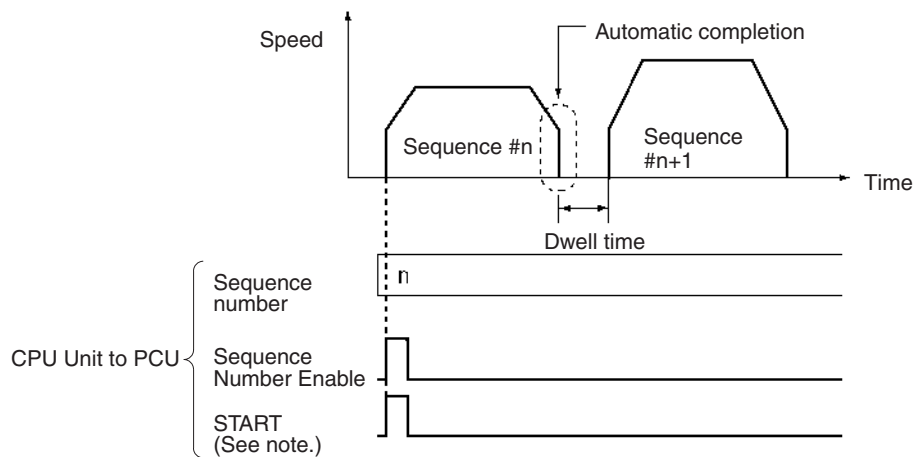 Speed
Automatic completion
Sequence #n
Sequence
#n+1
Time
Dwell time
Sequence
number
n
CPU Unit to PCU
Sequence
Number Enable
START
(See note.)